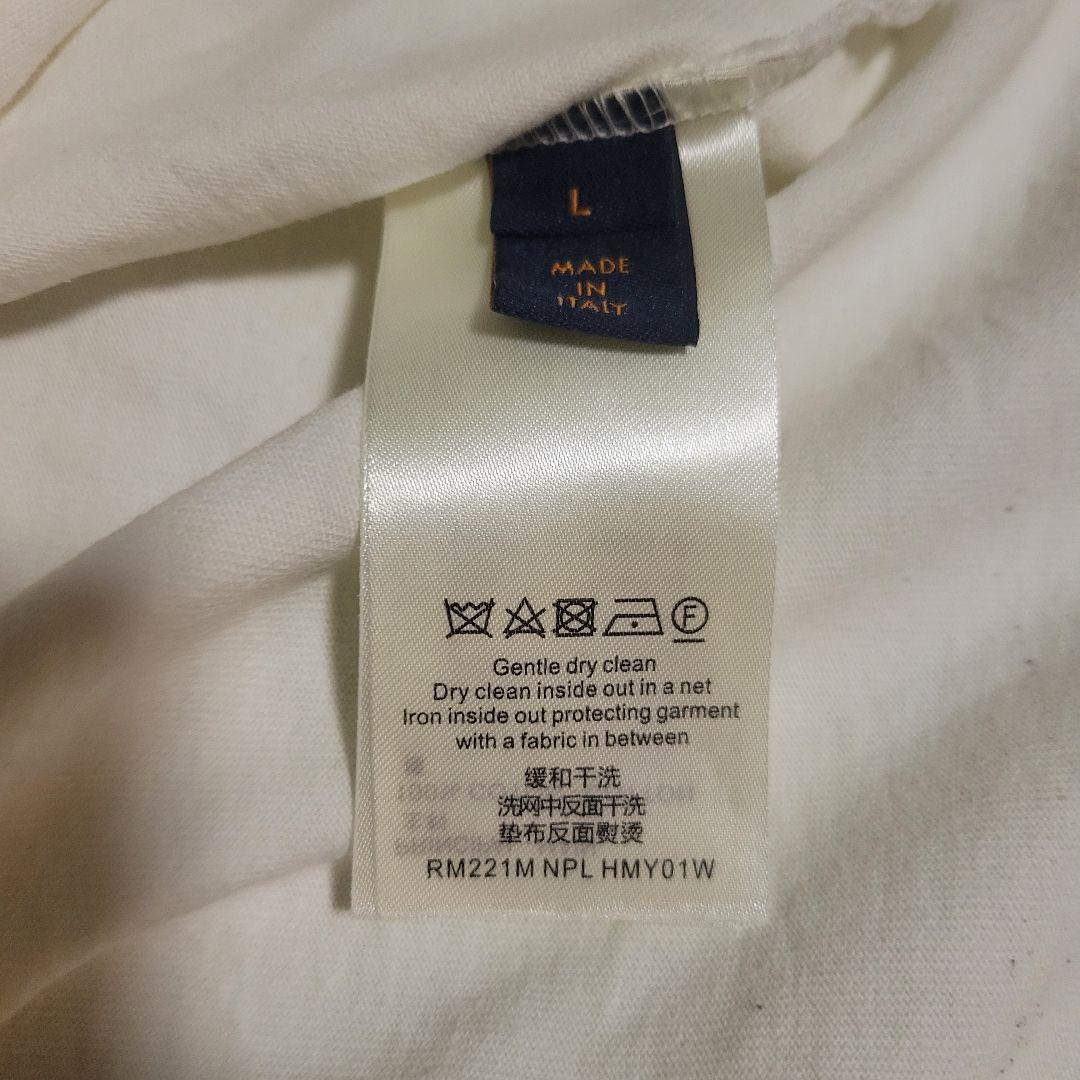 L
MADE
IN
ITALY
F
Gentle dry clean
Dry clean inside out in a net
Iron inside out protecting garment
with a fabric in between
缓和干洗
洗网中反面干洗
垫布反面熨烫
RM221M NPL HMY01W